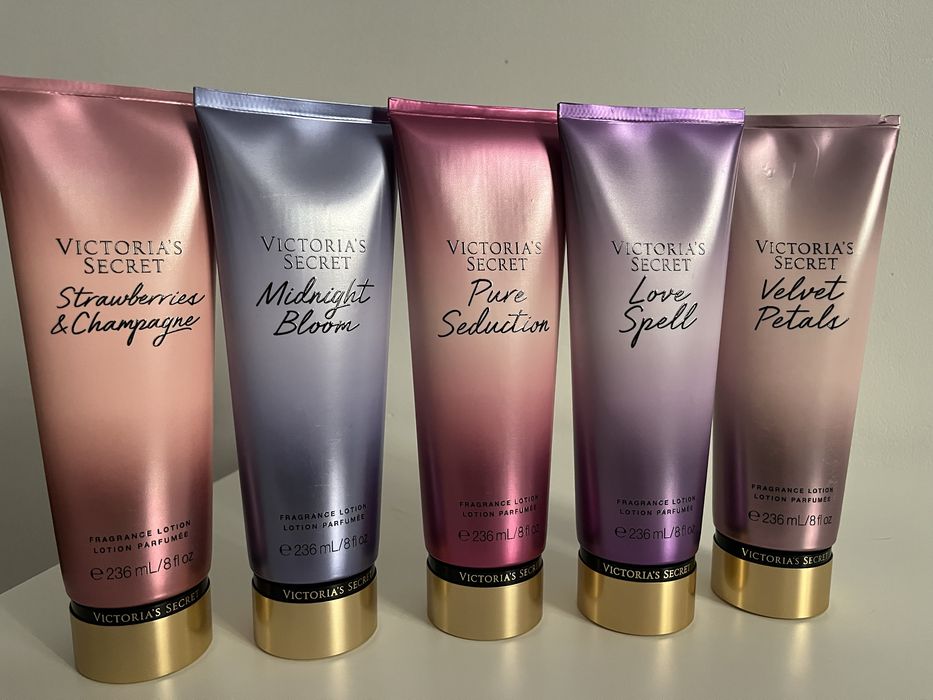 VICTORIA'S
SECRET
Strawberries
& Champagne
FRAGRANCE LOTION
LOTION PARFUMÉE
℮ 236 mL/8 fl oz
VICTORIA'S SECRET
VICTORIA'S
SECRET
Midnight
Bloom
FRAGRANCE LOTION
LOTION PARFUMÉE
℮ 236 mL/8 fl oz
VICTORIA'S SECRET
VICTORIA'S
SECRET
Pure
Seduction
FRAGRANCE LOTION
LOTION PARFUMÉE
℮ 236 mL/8 fl oz
VICTORIA'S SECRET
VICTORIA'S
SECRET
Love
Spell
FRAGRANCE LOTION
LOTION PARFUMÉE
℮ 236 mL/8 fl oz
VICTORIA'S SECRET
VICTORIA'S
SECRET
Velvet
Petals
FRAGRANCE LOTION
LOTION PARFUMÉE
℮ 236 mL/8 fl oz
VICTORIA'S SECRET